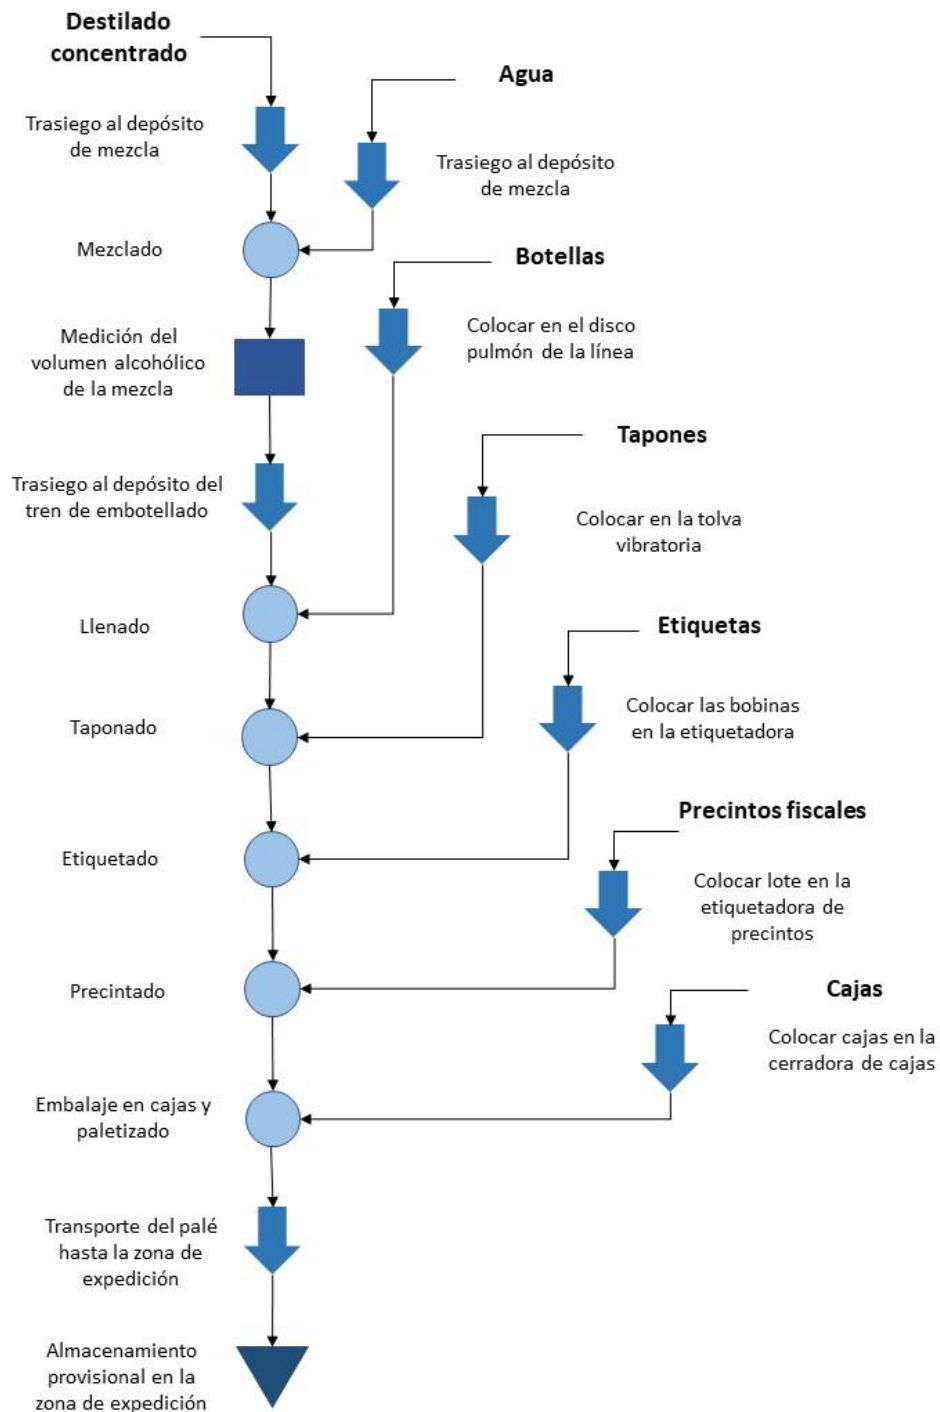 Destilado
concentrado
Agua
Trasiego al depósito
de mezcla
Trasiego al depósito
de mezcla
Mezclado
Botellas
Medición del
volumen alcohólico
de la mezcla
Colocar en el disco
pulmón de la línea
Tapones
Trasiego al depósito del
tren de embotellado
Colocar en la tolva
vibratoria
Llenado
Etiquetas
Taponado
Colocar las bobinas
en la etiquetadora
Precintos fiscales
Etiquetado
Colocar lote en la
etiquetadora de
precintos
Precintado
Cajas
Colocar cajas en la
cerradora de cajas
Embalaje en cajas y
paletizado
Transporte del palé
hasta la zona de
expedición
Almacenamiento
provisional en la
zona de expedición